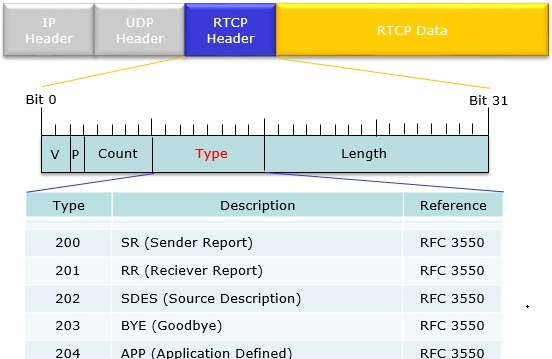 IP
Header
UDP
Header
RTCP
Header
RTCP Data
Bit 0
Bit 31
V
P
Count
Type
Length
Type Description Reference
200 SR (Sender Report) RFC 3550
201 RR (Reciever Report) RFC 3550
202 SDES (Source Description) RFC 3550
203 BYE (Goodbye) RFC 3550
204 APP (Application Defined) RFC 3550